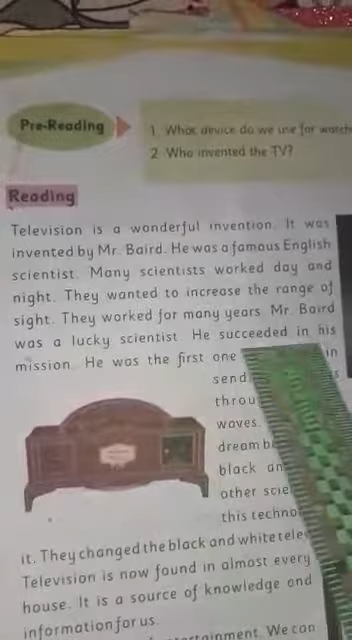 Pre-Reading
1 What device do we use for watch
2 Who invented the TV?
Reading
Television is a wonderful invention. It was
invented by Mr. Baird. He was a famous English
scientist. Many scientists worked day and
night. They wanted to increase the range of
sight. They worked for many years. Mr. Baird
was a lucky scientist. He succeeded in his
mission. He was the first one in
send
throu
waves.
dream b
black an
other scie
this techno
it. They changed the black and white tele
Television is now found in almost every
house. It is a source of knowledge and
information for us.
We can